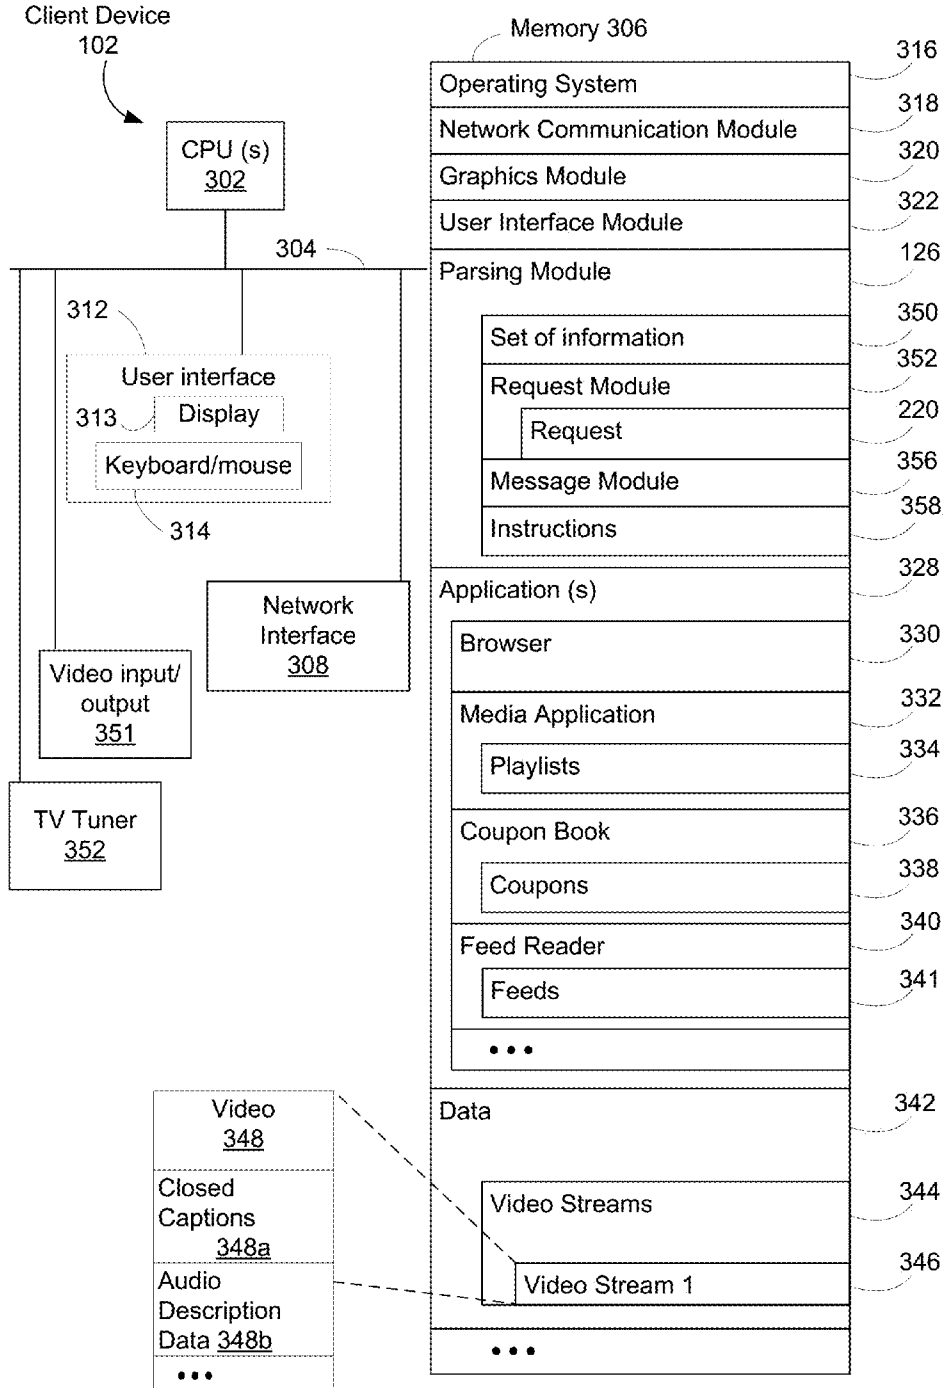 Client Device
102
CPU (s)
302
304
312
User interface
313
Display
Keyboard/mouse
314
Network
Interface
308
Video input/
output
351
TV Tuner
352
Memory 306
Operating System
316
Network Communication Module
318
Graphics Module
320
User Interface Module
322
Parsing Module
126
Set of information
350
Request Module
352
Request
220
Message Module
356
Instructions
358
Application (s)
328
Browser
330
Media Application
332
Playlists
334
Coupon Book
336
Coupons
338
Feed Reader
340
Feeds
341
•••
Data
342
Video Streams
344
Video Stream 1
346
•••
Video
348
Closed
Captions
348a
Audio
Description
Data 348b
•••